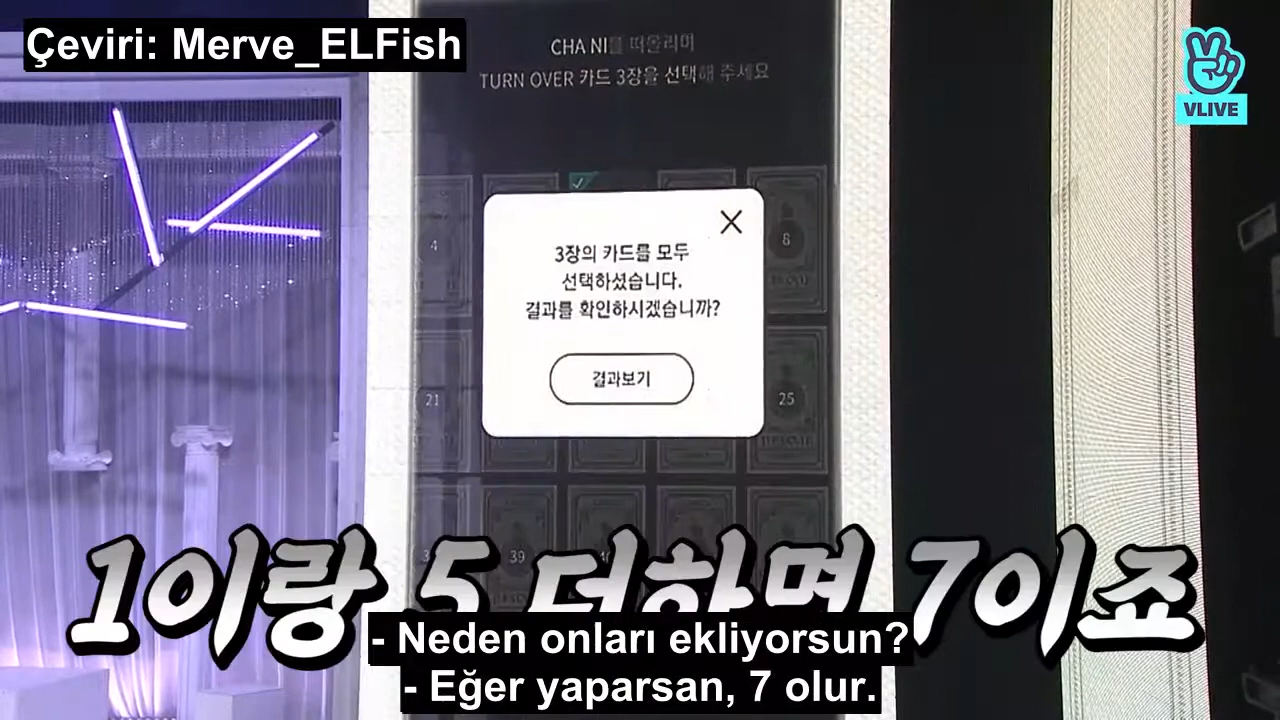 Çeviri: Merve_ELFish
VLIVE
CHA NI를 떠올리며
TURN OVER 카드 3장을 선택해 주세요
4
8
3장의 카드를 모두
선택하셨습니다.
결과를 확인하시겠습니까?
결과보기
21
25
39
1이랑 5 더하면 7이죠
- Neden onları ekliyorsun?
- Eğer yaparsan, 7 olur.